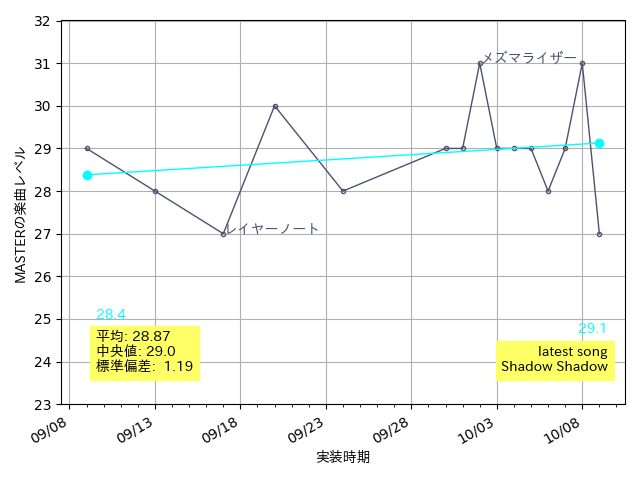 32
31
30
29
28
27
26
25
24
23
MASTERの楽曲レベル
メズマライザー
レイヤーノート
28.4
平均: 28.87
中央値: 29.0
標準偏差:  1.19
29.1
latest song
Shadow Shadow
09/08
09/13
09/18
09/23
09/28
10/03
10/08
実装時期